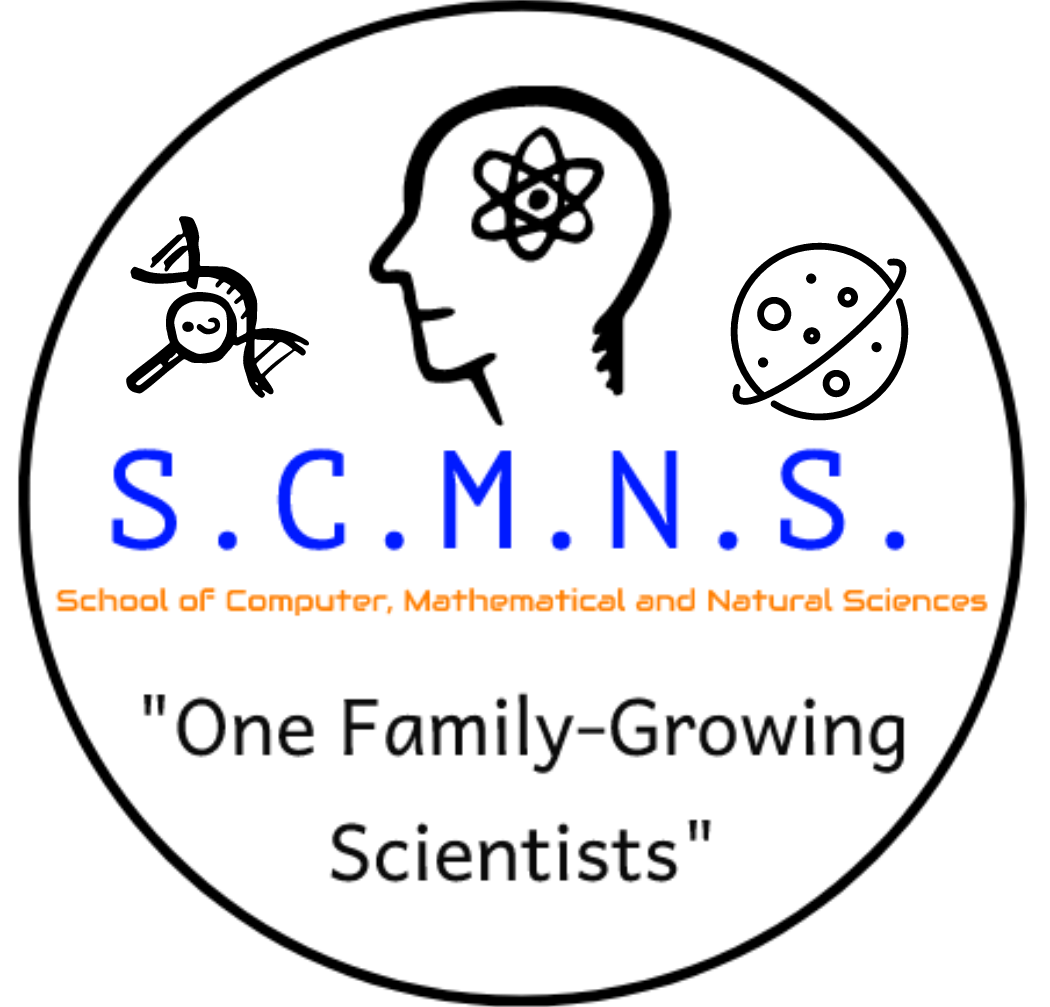 S.C.M.N.S.
School of Computer, Mathematical and Natural Sciences
"One Family-Growing
Scientists"